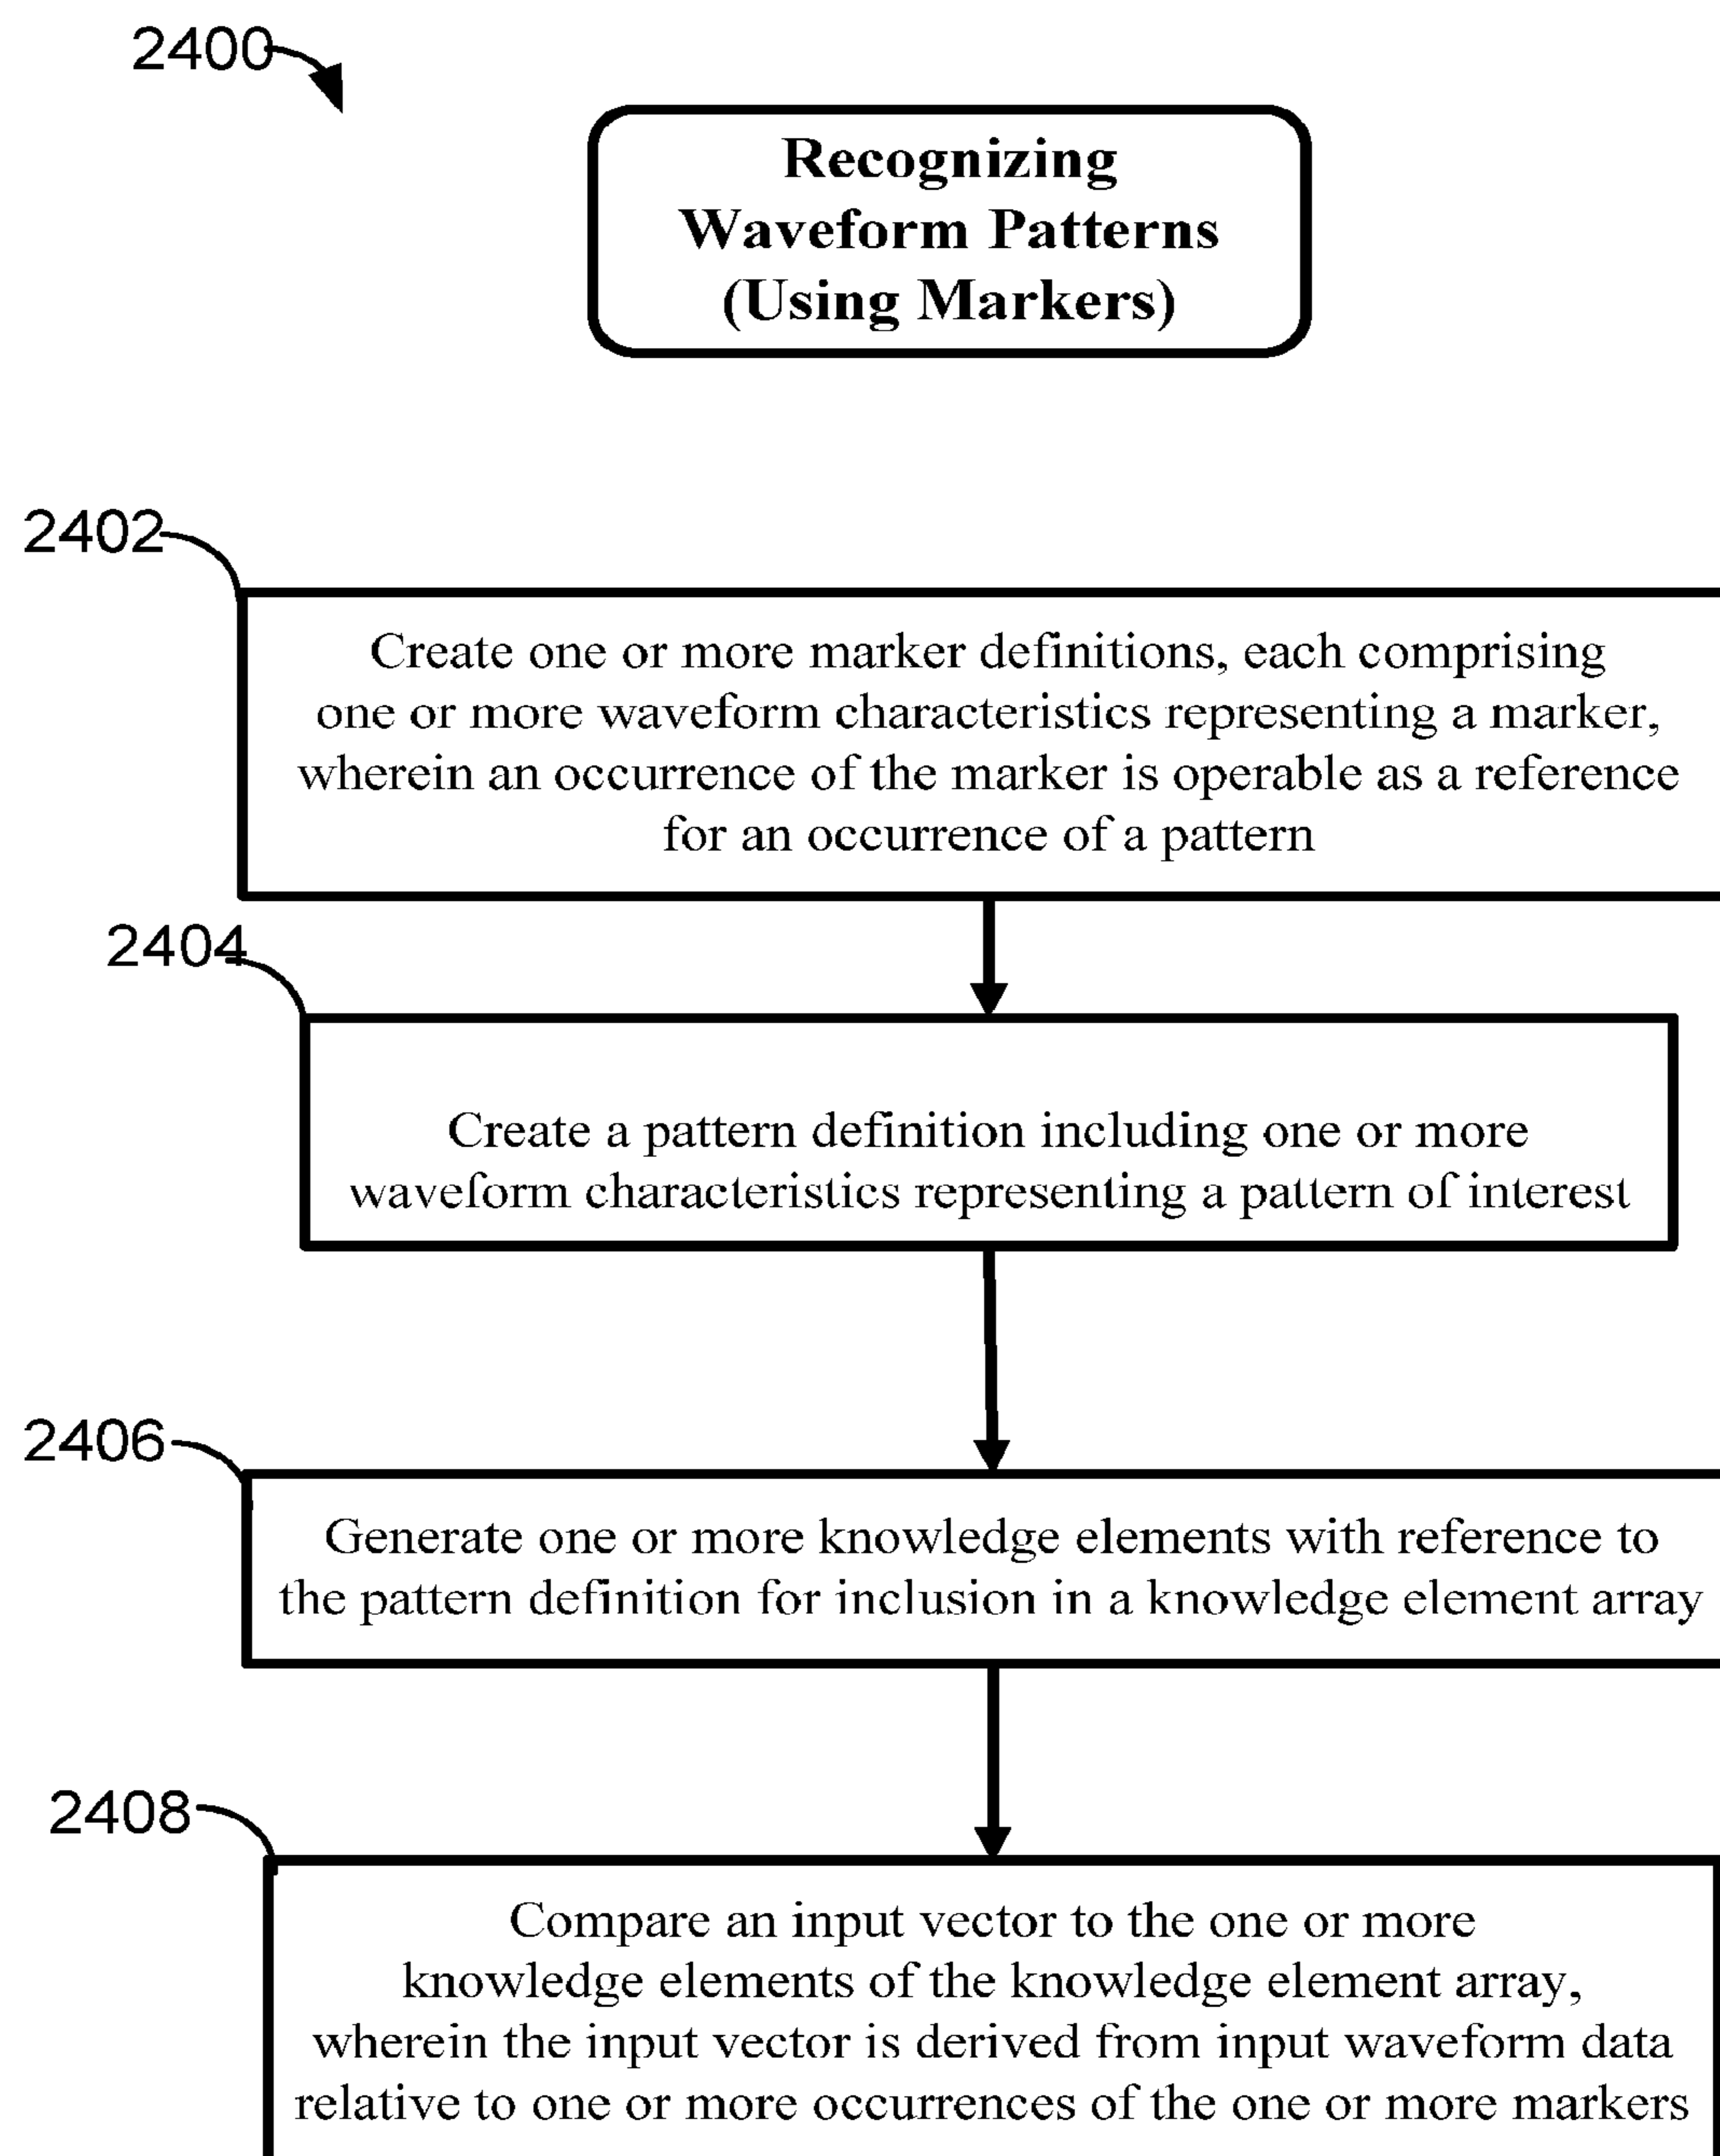 2400
Recognizing
Waveform Patterns
(Using Markers)
2402
Create one or more marker definitions, each comprising
one or more waveform characteristics representing a marker,
wherein an occurrence of the marker is operable as a reference
for an occurrence of a pattern
2404
Create a pattern definition including one or more
waveform characteristics representing a pattern of interest
2406
Generate one or more knowledge elements with reference to
the pattern definition for inclusion in a knowledge element array
2408
Compare an input vector to the one or more
knowledge elements of the knowledge element array,
wherein the input vector is derived from input waveform data
relative to one or more occurrences of the one or more markers